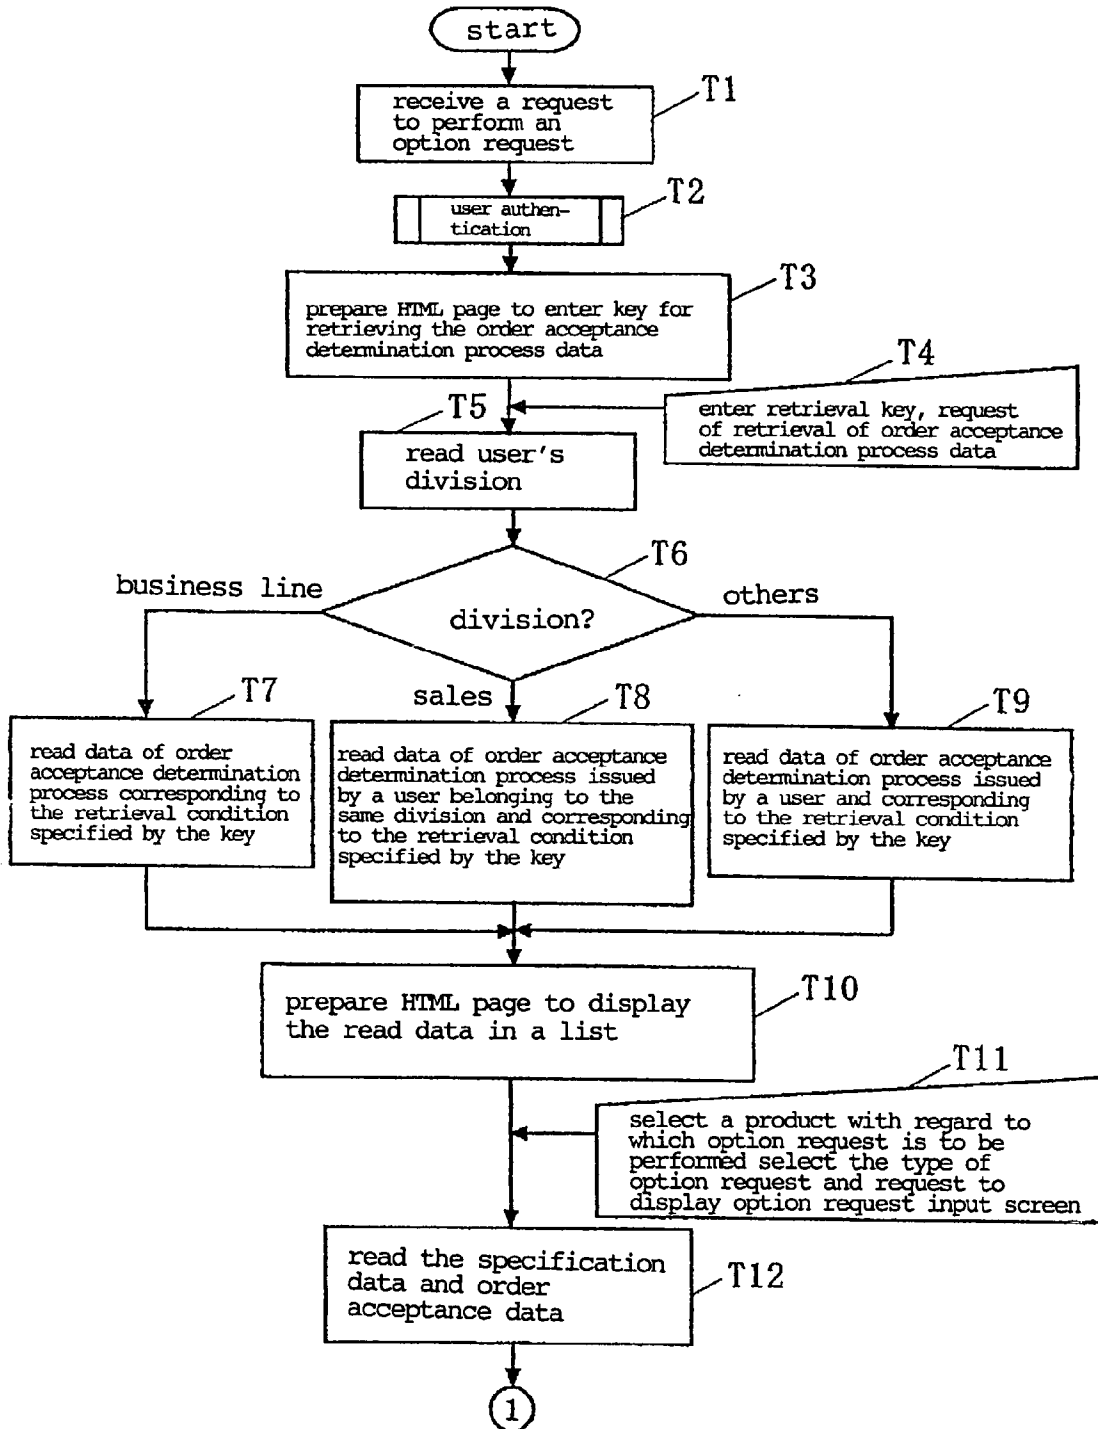 start
T1
receive a request
to perform an
option request
T2
user authen-
tication
T3
prepare HTML page to enter key for
retrieving the order acceptance
determination process data
T4
enter retrieval key, request
of retrieval of order acceptance
determination process data
T5
read user's
division
T6
division?
business line
others
sales
T7
read data of order
acceptance determination
process corresponding to
the retrieval condition
specified by the key
T8
read data of order acceptance
determination process issued
by a user belonging to the
same division and corresponding
to the retrieval condition
specified by the key
T9
read data of order acceptance
determination process issued
by a user and corresponding
to the retrieval condition
specified by the key
T10
prepare HTML page to display
the read data in a list
T11
select a product with regard to
which option request is to be
performed select the type of
option request and request to
display option request input screen
T12
read the specification
data and order
acceptance data
1